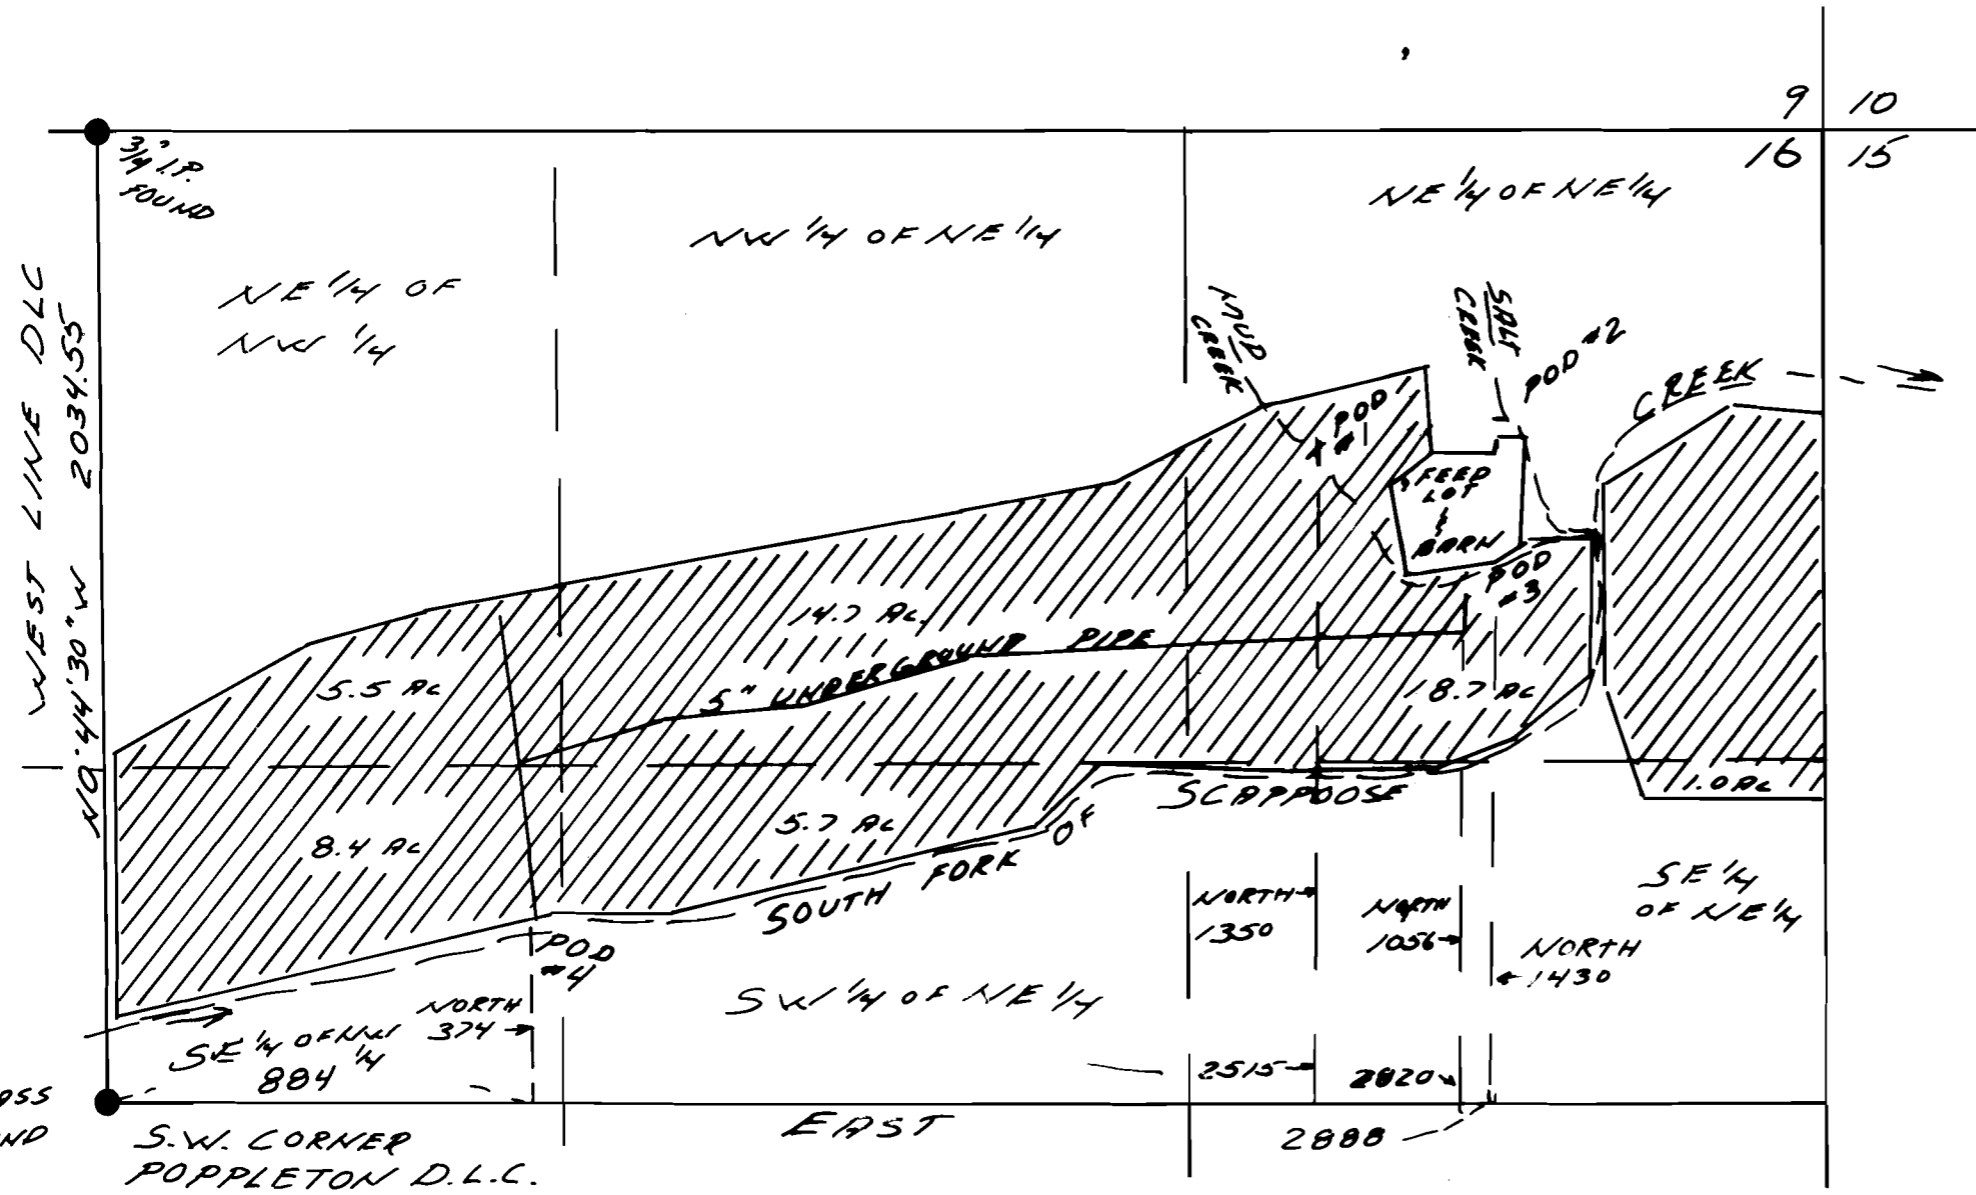 9 10
16 15
3/4" I.P.
FOUND
NE 1/4 OF NE 1/4
NW 1/4 OF NE 1/4
NE 1/4 OF
NW 1/4
WEST LINE DLC
N0°44'30"W 2034.55
MUD
CREEK
SALT
CREEK
POD #2
CREEK
POD
#1
FEED
LOT
&
BARN
POD
#3
14.7 AC.
5" UNDERGROUND PIPE
5.5 AC
18.7 AC
1.0 AC
SCAPPOOSE
5.7 AC
8.4 AC
OF
SOUTH FORK
SE 1/4
OF NE 1/4
NORTH
1350
NORTH
1056
NORTH
1430
POD
#4
SW 1/4 OF NE 1/4
NORTH
374
SE 1/4 OF NW
1/4
884
2515
2820
OSS
ND
EAST
2888
S.W. CORNER
POPPLETON D.L.C.